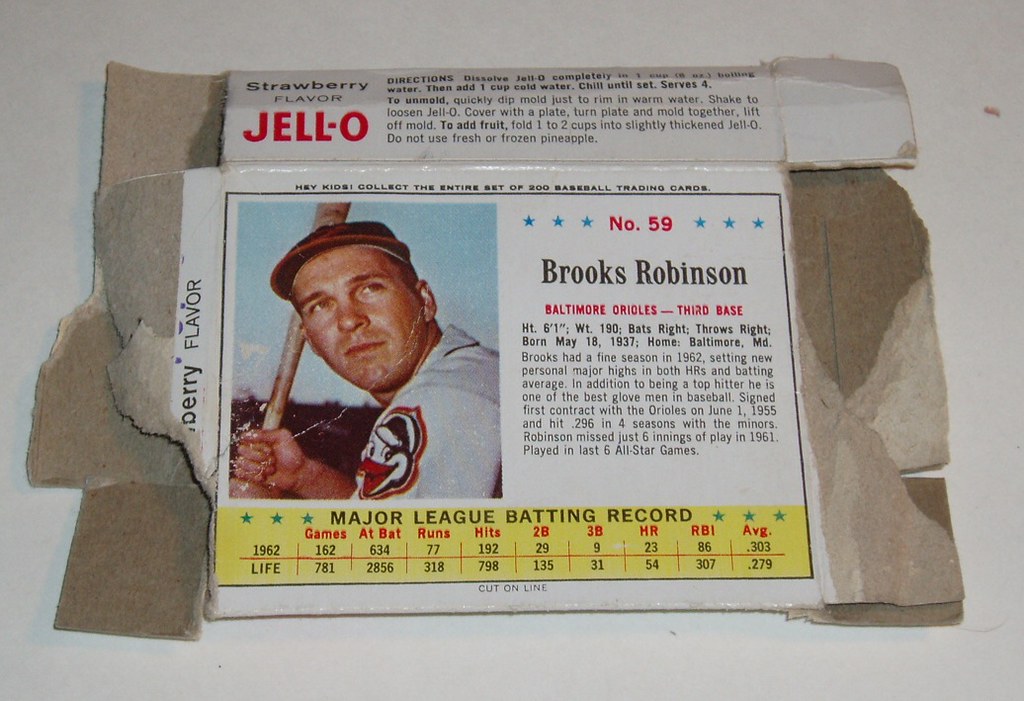 Strawberry
FLAVOR
JELL-O
DIRECTIONS Dissolve Jell-O completely in 1 cup (8 oz.) boiling
water. Then add 1 cup cold water. Chill until set. Serves 4.
To unmold, quickly dip mold just to rim in warm water. Shake to
loosen Jell-O. Cover with a plate, turn plate and mold together, lift
off mold. To add fruit, fold 1 to 2 cups into slightly thickened Jell-O.
Do not use fresh or frozen pineapple.
HEY KIDS! COLLECT THE ENTIRE SET OF 200 BASEBALL TRADING CARDS.
berry FLAVOR
★ ★ ★ No. 59 ★ ★ ★
Brooks Robinson
BALTIMORE ORIOLES — THIRD BASE
Ht. 6'1"; Wt. 190; Bats Right; Throws Right;
Born May 18, 1937; Home: Baltimore, Md.
Brooks had a fine season in 1962, setting new
personal major highs in both HRs and batting
average. In addition to being a top hitter he is
one of the best glove men in baseball. Signed
first contract with the Orioles on June 1, 1955
and hit .296 in 4 seasons with the minors.
Robinson missed just 6 innings of play in 1961.
Played in last 6 All-Star Games.
★ ★ ★ MAJOR LEAGUE BATTING RECORD ★ ★ ★
Games At Bat Runs Hits 2B 3B HR RBI Avg.
1962 162 634 77 192 29 9 23 86 .303
LIFE 781 2856 318 798 135 31 54 307 .279
CUT ON LINE